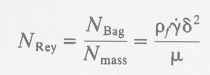 N_Rey = N_Bag / N_mass = ρ_f γ̇ δ² / μ